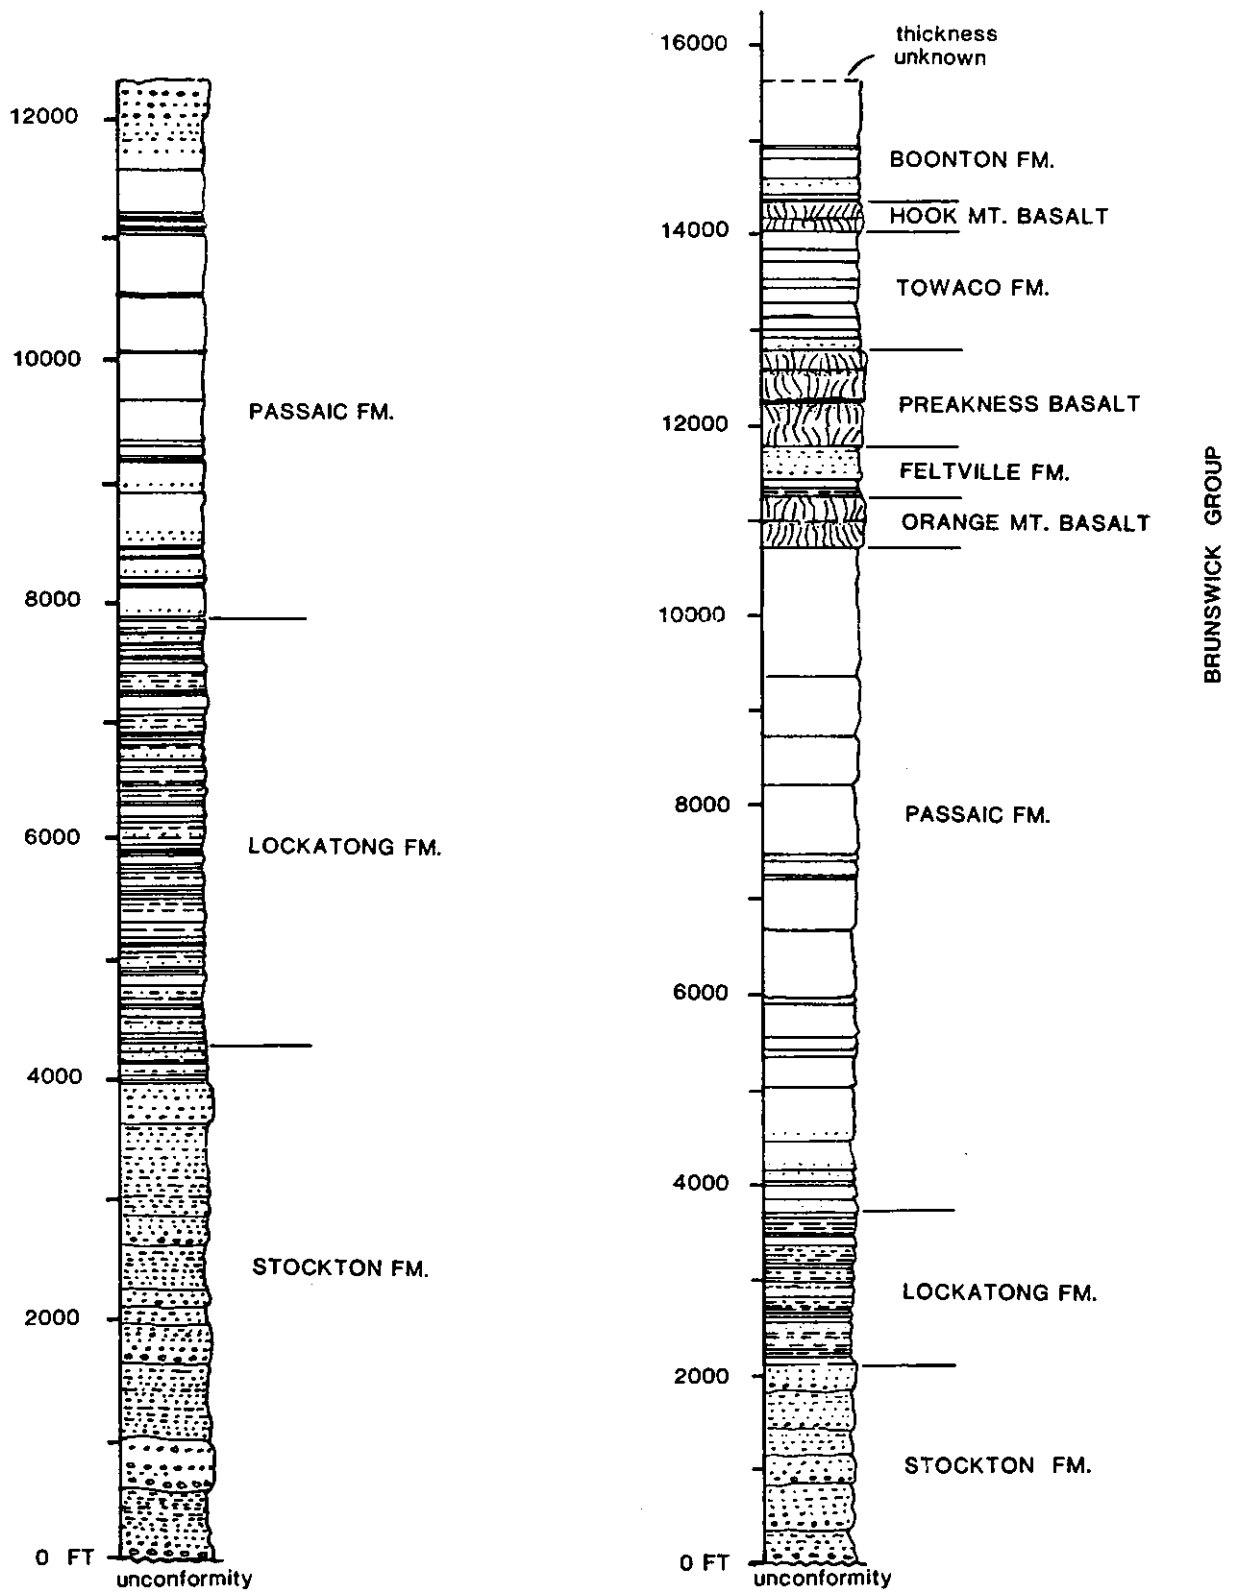 12000
10000
PASSAIC FM.
8000
6000
LOCKATONG FM.
4000
STOCKTON FM.
2000
0 FT
unconformity
16000
thickness
unknown
BOONTON FM.
HOOK MT. BASALT
14000
TOWACO FM.
PREAKNESS BASALT
12000
FELTVILLE FM.
ORANGE MT. BASALT
10000
8000
PASSAIC FM.
6000
4000
LOCKATONG FM.
2000
STOCKTON FM.
0 FT
unconformity
BRUNSWICK GROUP